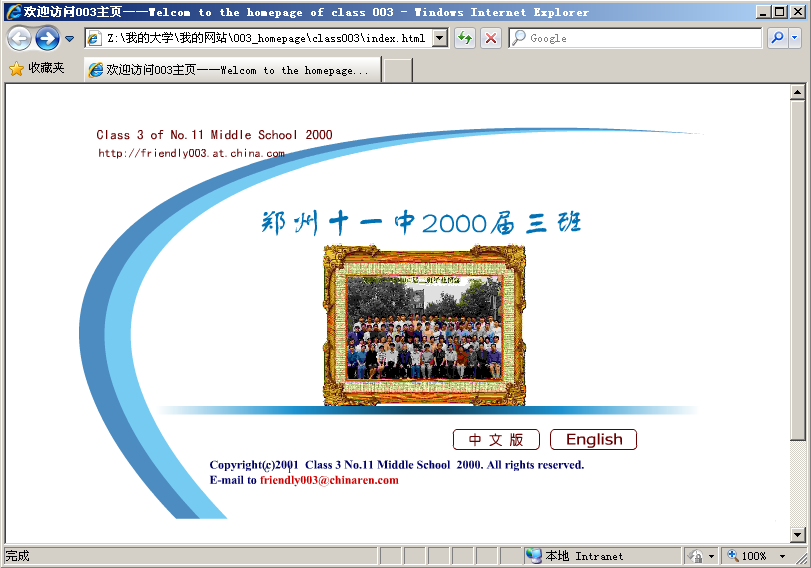 欢迎访问003主页——Welcom to the homepage of class 003 - Windows Internet Explorer
Z:\我的大学\我的网站\003_homepage\class003\index.html
Google
收藏夹
欢迎访问003主页——Welcom to the homepage...
Class 3 of No.11 Middle School 2000
http://friendly003.at.china.com
郑州十一中2000届三班
中 文 版
English
Copyright(c)2001 Class 3 No.11 Middle School 2000. All rights reserved.
E-mail to friendly003@chinaren.com
完成
本地 Intranet
100%